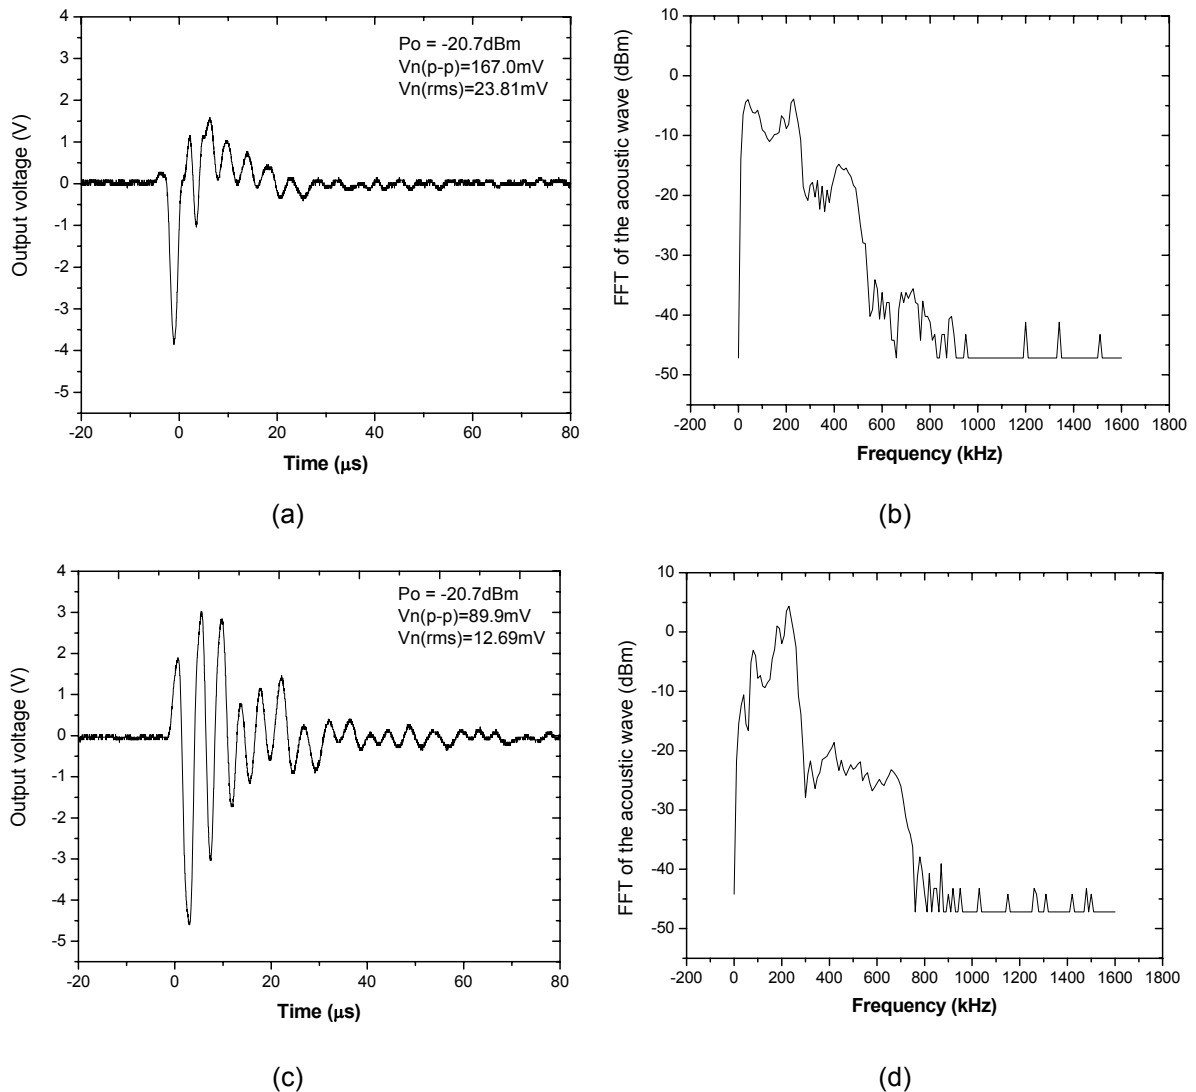 Po = -20.7dBm
Vn(p-p)=167.0mV
Vn(rms)=23.81mV
Output voltage (V)
4
3
2
1
0
-1
-2
-3
-4
-5
-20 0 20 40 60 80
Time (μs)
(a)
FFT of the acoustic wave (dBm)
10
0
-10
-20
-30
-40
-50
-200 0 200 400 600 800 1000 1200 1400 1600 1800
Frequency (kHz)
(b)
Po = -20.7dBm
Vn(p-p)=89.9mV
Vn(rms)=12.69mV
Output voltage (V)
4
3
2
1
0
-1
-2
-3
-4
-5
-20 0 20 40 60 80
Time (μs)
(c)
FFT of the acoustic wave (dBm)
10
0
-10
-20
-30
-40
-50
-200 0 200 400 600 800 1000 1200 1400 1600 1800
Frequency (kHz)
(d)